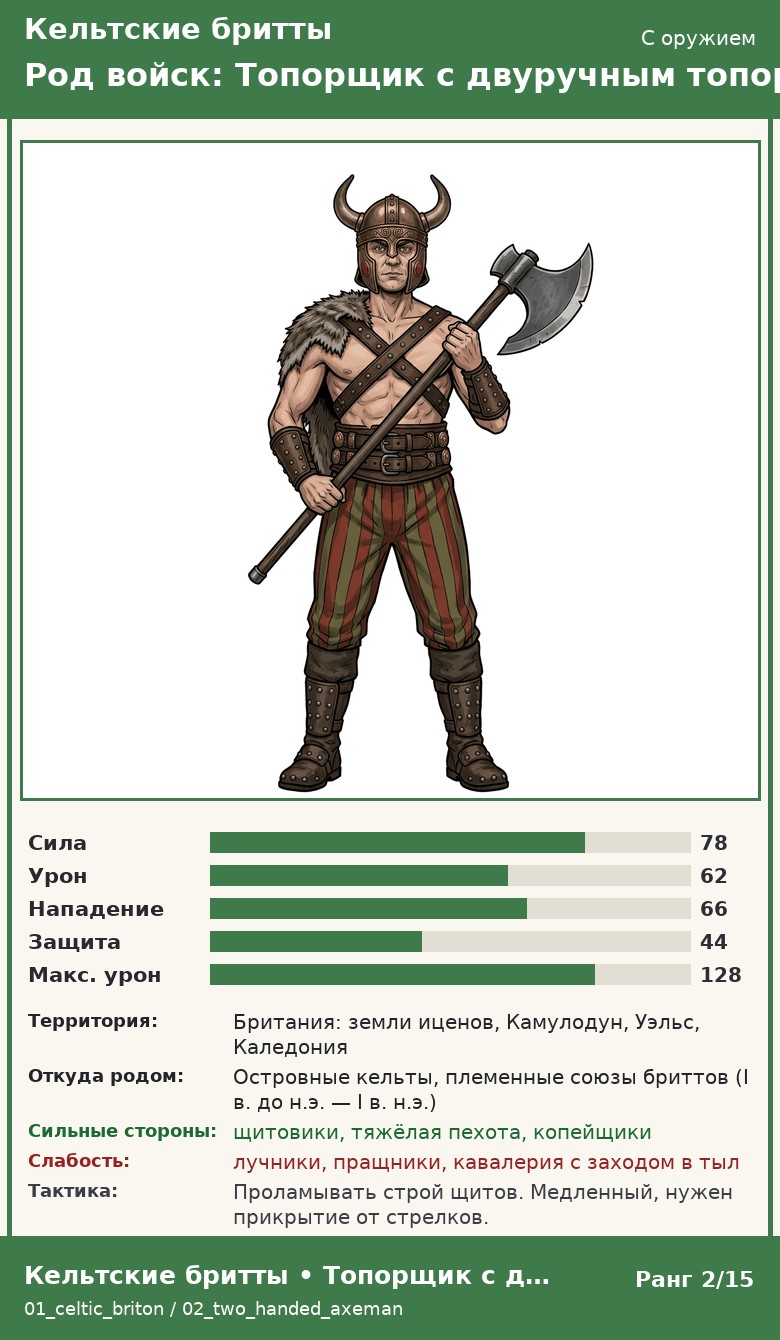 Кельтские бритты
С оружием
Род войск: Топорщик с двуручным топор
Сила 78
Урон 62
Нападение 66
Защита 44
Макс. урон 128
Территория: Британия: земли иценов, Камулодун, Уэльс,
Каледония
Откуда родом: Островные кельты, племенные союзы бриттов (I
в. до н.э. — I в. н.э.)
Сильные стороны: щитовики, тяжёлая пехота, копейщики
Слабость: лучники, пращники, кавалерия с заходом в тыл
Тактика: Проламывать строй щитов. Медленный, нужен
прикрытие от стрелков.
Кельтские бритты • Топорщик с д...
Ранг 2/15
01_celtic_briton / 02_two_handed_axeman